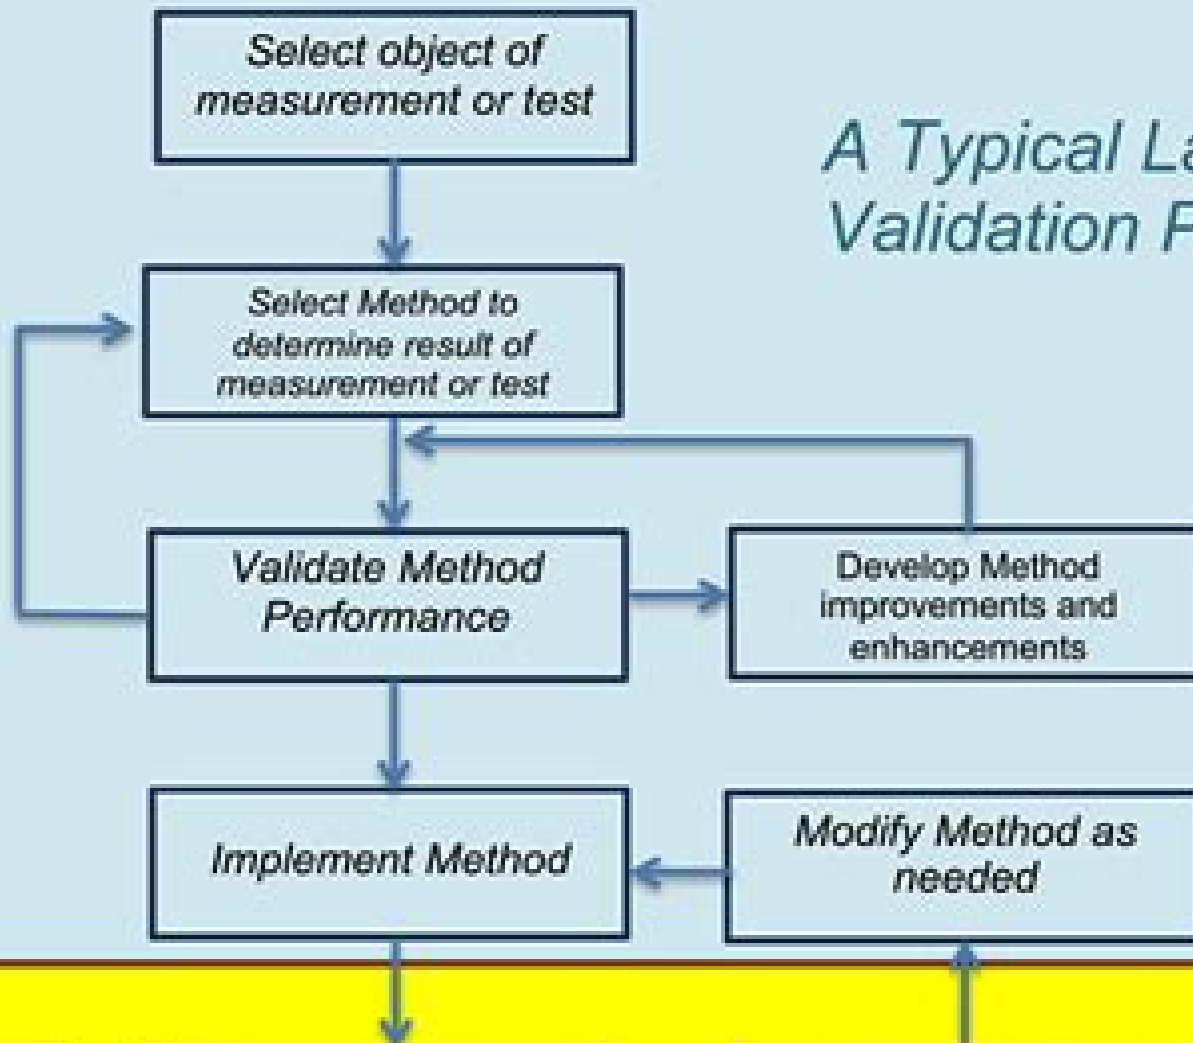 Select object of
measurement or test
A Typical La
Validation P
Select Method to
determine result of
measurement or test
Validate Method
Performance
Develop Method
improvements and
enhancements
Implement Method
Modify Method as
needed